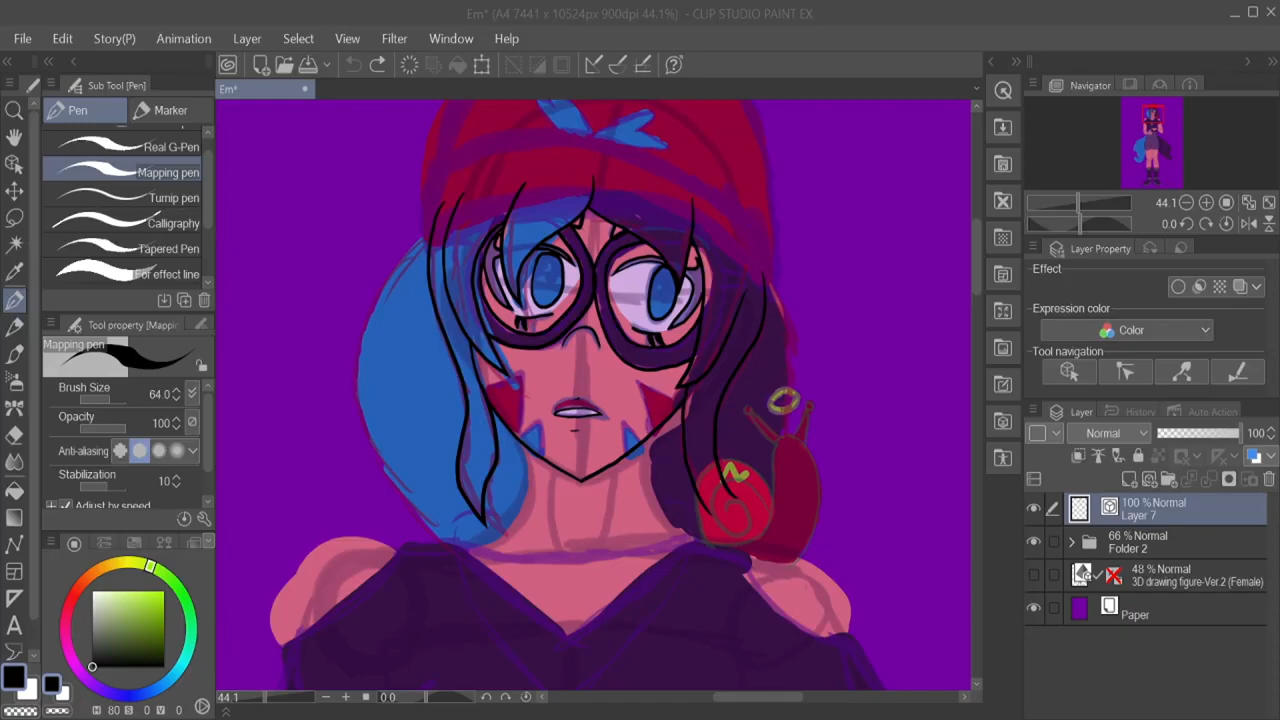 Em* (A4 7441 x 10524px 900dpi 44.1%) - CLIP STUDIO PAINT EX
File Edit Story(P) Animation Layer Select View Filter Window Help
Sub Tool [Pen]
Em*
Navigator
Pen
Marker
Real G-Pen
Mapping pen
Turnip pen
Calligraphy
Tapered Pen
For effect line
44.1
0.0
Layer Property
Effect
Expression color
Color
Tool navigation
Tool property [Mappin
Mapping pen
Brush Size 64.0
Opacity 100
Anti-aliasing
Stabilization 10
Adjust by speed
Layer History Auto Action
Normal 100
100 % Normal
Layer 7
66 % Normal
Folder 2
48 % Normal
3D drawing figure-Ver.2 (Female)
Paper
44.1 0.0
H 80 S 0 V 0